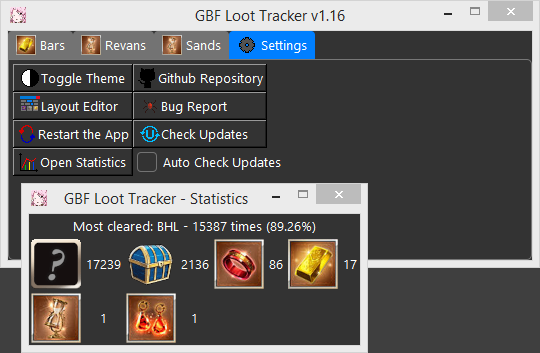 GBF Loot Tracker v1.16
Bars Revans Sands Settings
Toggle Theme Github Repository
Layout Editor Bug Report
Restart the App Check Updates
Open Statistics Auto Check Updates
GBF Loot Tracker - Statistics
Most cleared: BHL - 15387 times (89.26%)
? 17239 2136 86 17
1 1